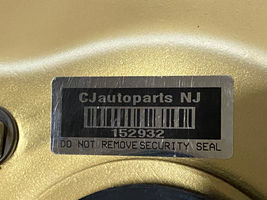 CJautoparts NJ
152932
DO NOT REMOVE SECURITY SEAL